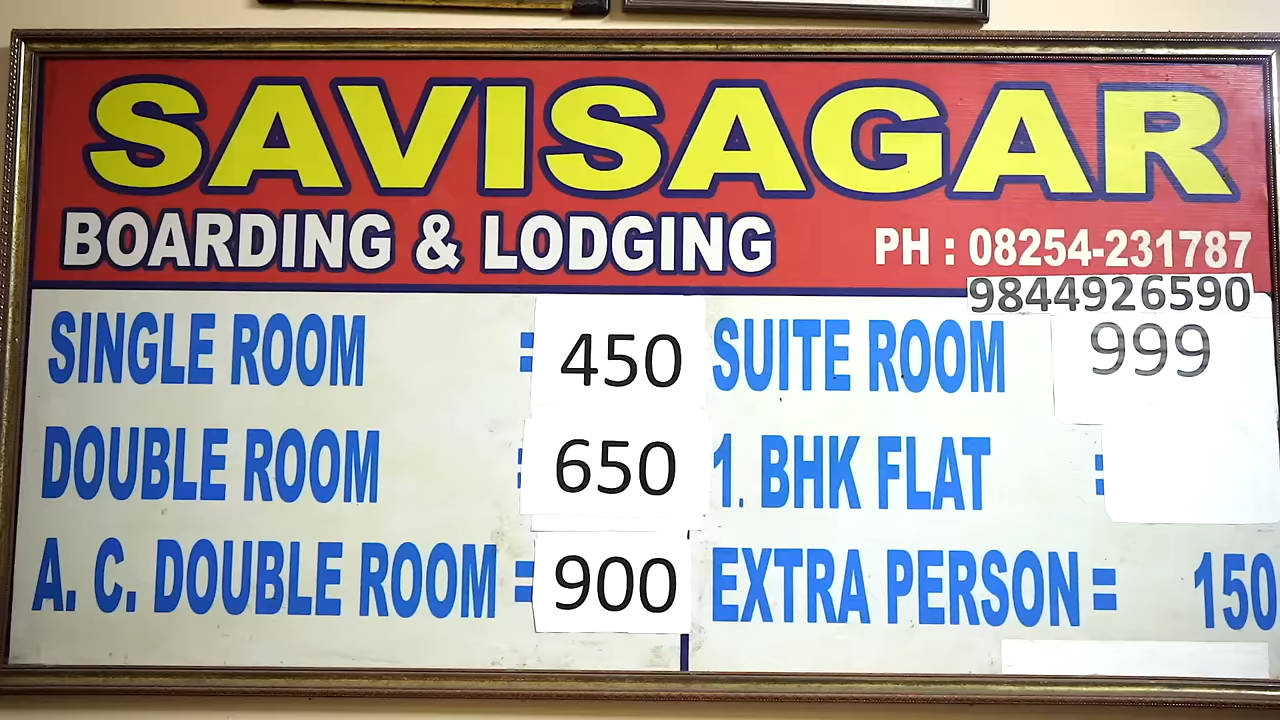 SAVISAGAR
BOARDING & LODGING
PH : 08254-231787
9844926590
SINGLE ROOM = 450
DOUBLE ROOM = 650
A. C. DOUBLE ROOM = 900
SUITE ROOM 999
1. BHK FLAT =
EXTRA PERSON = 150